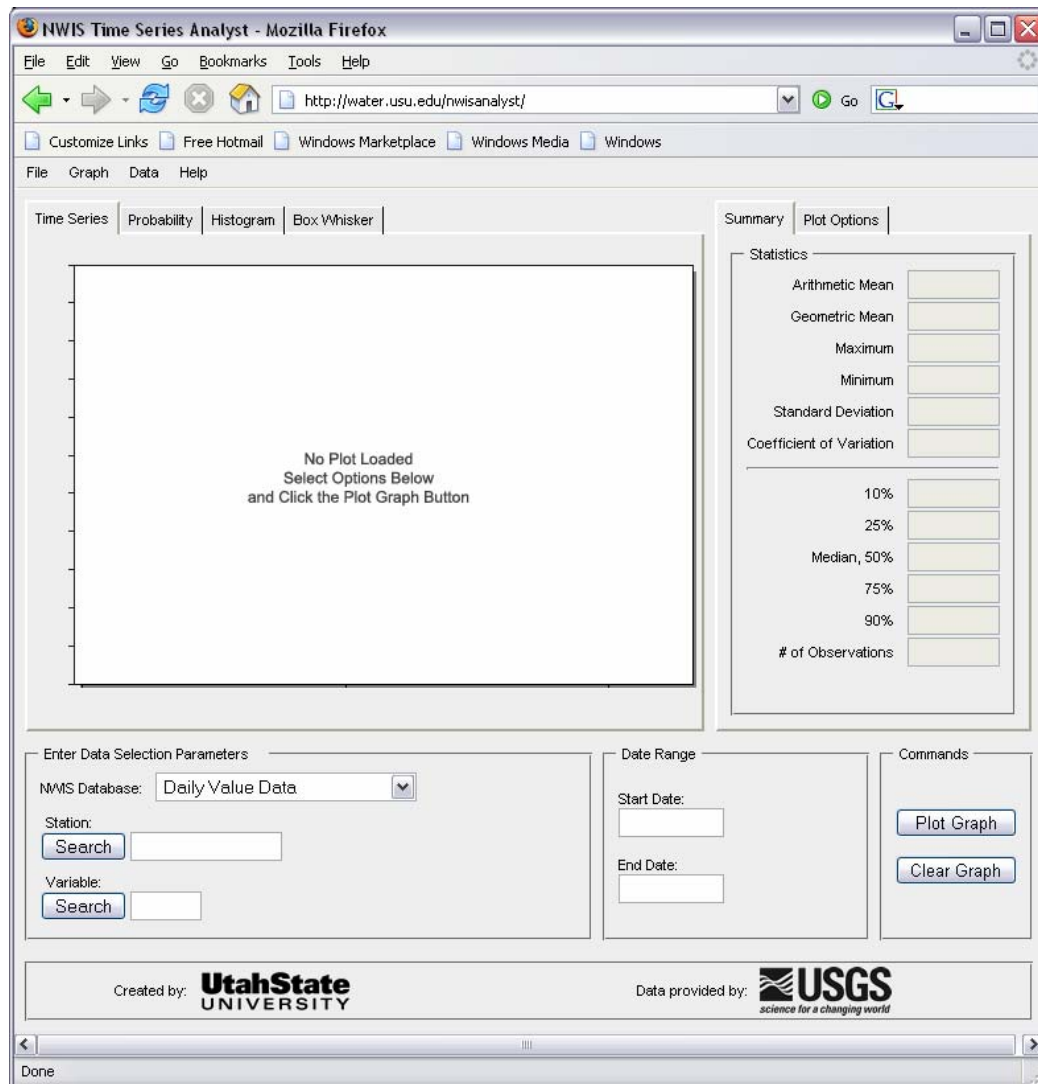 NWIS Time Series Analyst - Mozilla Firefox
File Edit View Go Bookmarks Tools Help
http://water.usu.edu/nwisanalyst/ Go G
Customize Links Free Hotmail Windows Marketplace Windows Media Windows
File Graph Data Help
Time Series Probability Histogram Box Whisker
Summary Plot Options
Statistics
Arithmetic Mean
Geometric Mean
Maximum
Minimum
Standard Deviation
Coefficient of Variation
10%
25%
Median, 50%
75%
90%
# of Observations
No Plot Loaded
Select Options Below
and Click the Plot Graph Button
Enter Data Selection Parameters
NWIS Database: Daily Value Data
Station:
Search
Variable:
Search
Date Range
Start Date:
End Date:
Commands
Plot Graph
Clear Graph
Created by: UtahState
UNIVERSITY
Data provided by: USGS
science for a changing world
Done